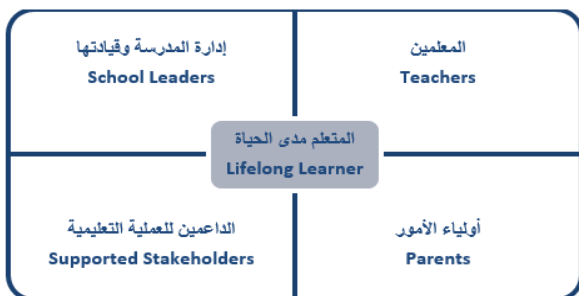 إدارة المدرسة وقيادتها
School Leaders
المعلمين
Teachers
المتعلم مدى الحياة
Lifelong Learner
الداعمين للعملية التعليمية
Supported Stakeholders
أولياء الأمور
Parents